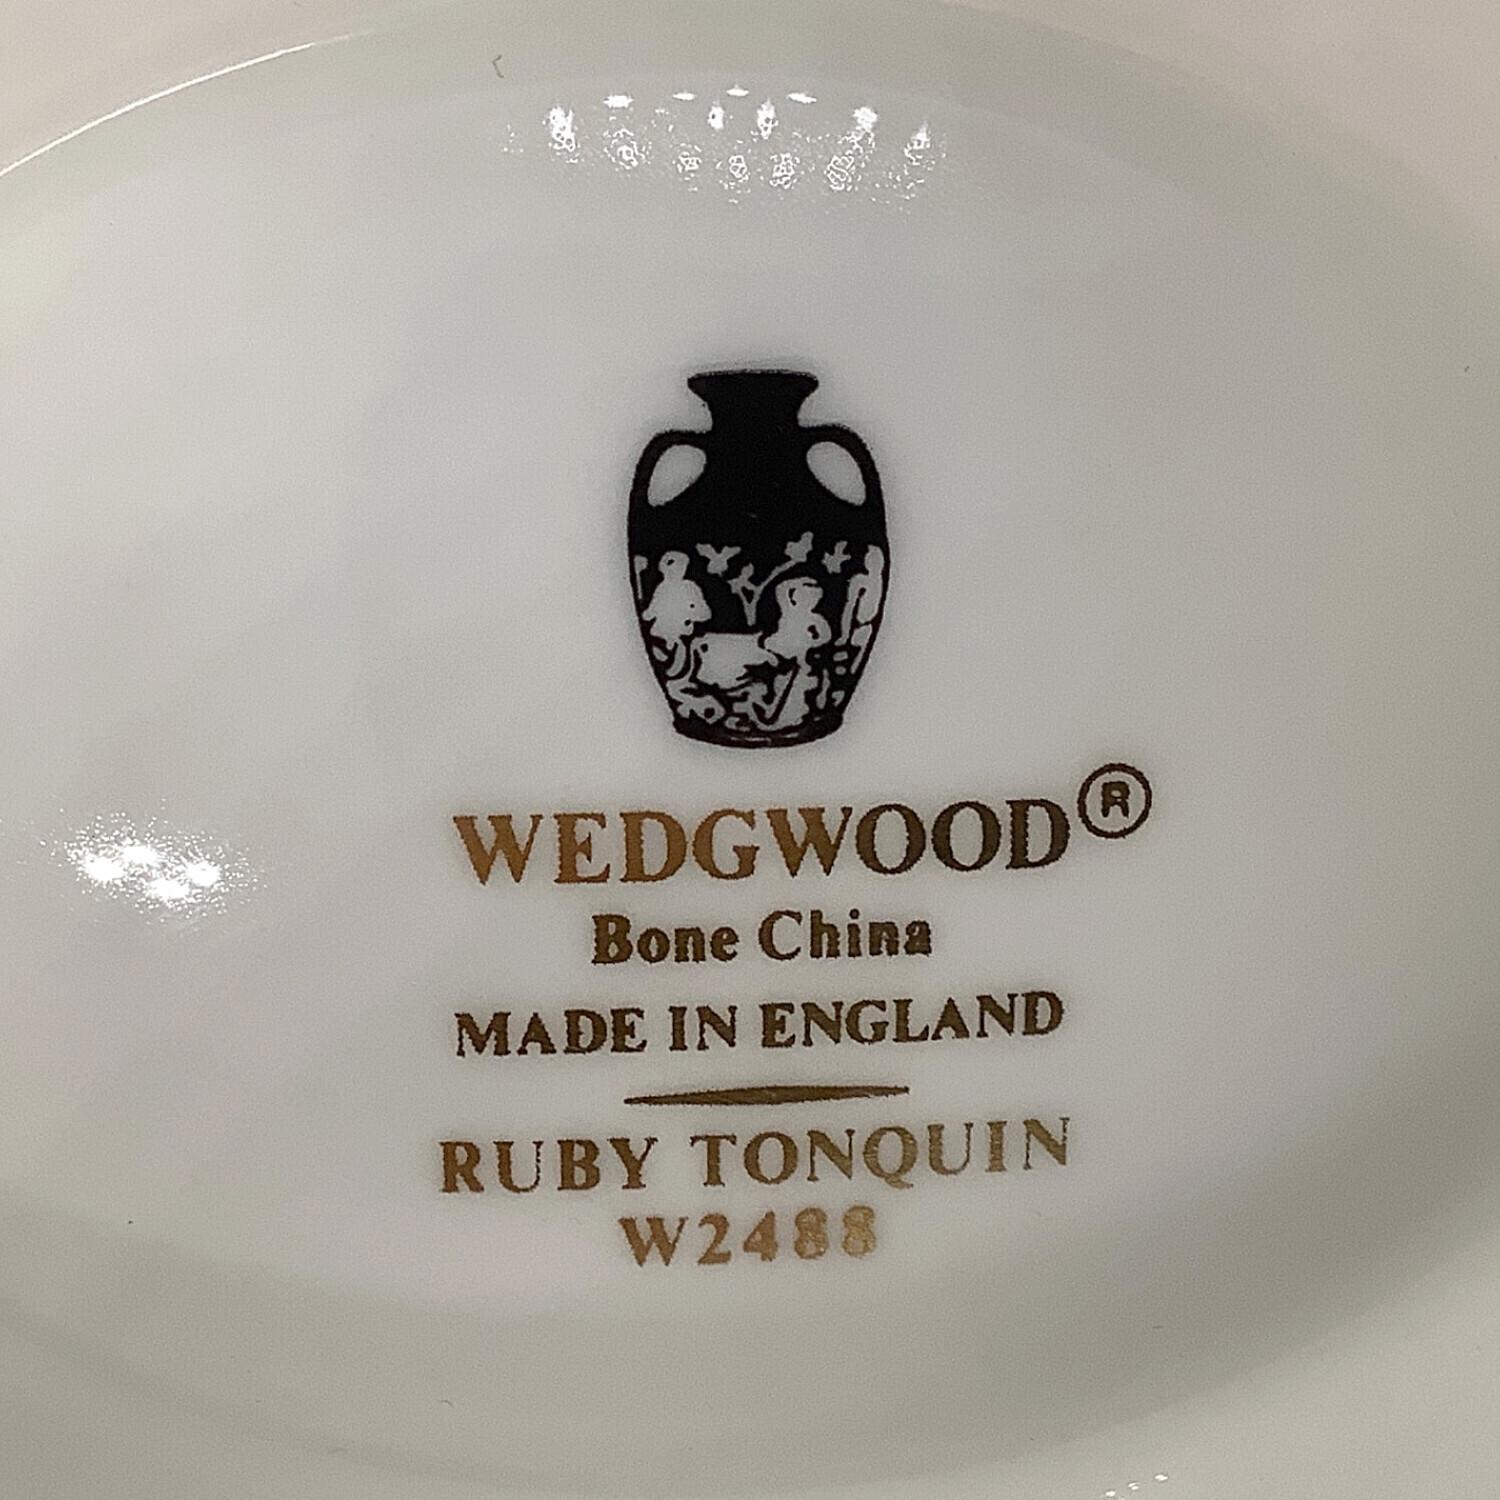 WEDGWOOD®
Bone China
MADE IN ENGLAND
RUBY TONQUIN
W2488